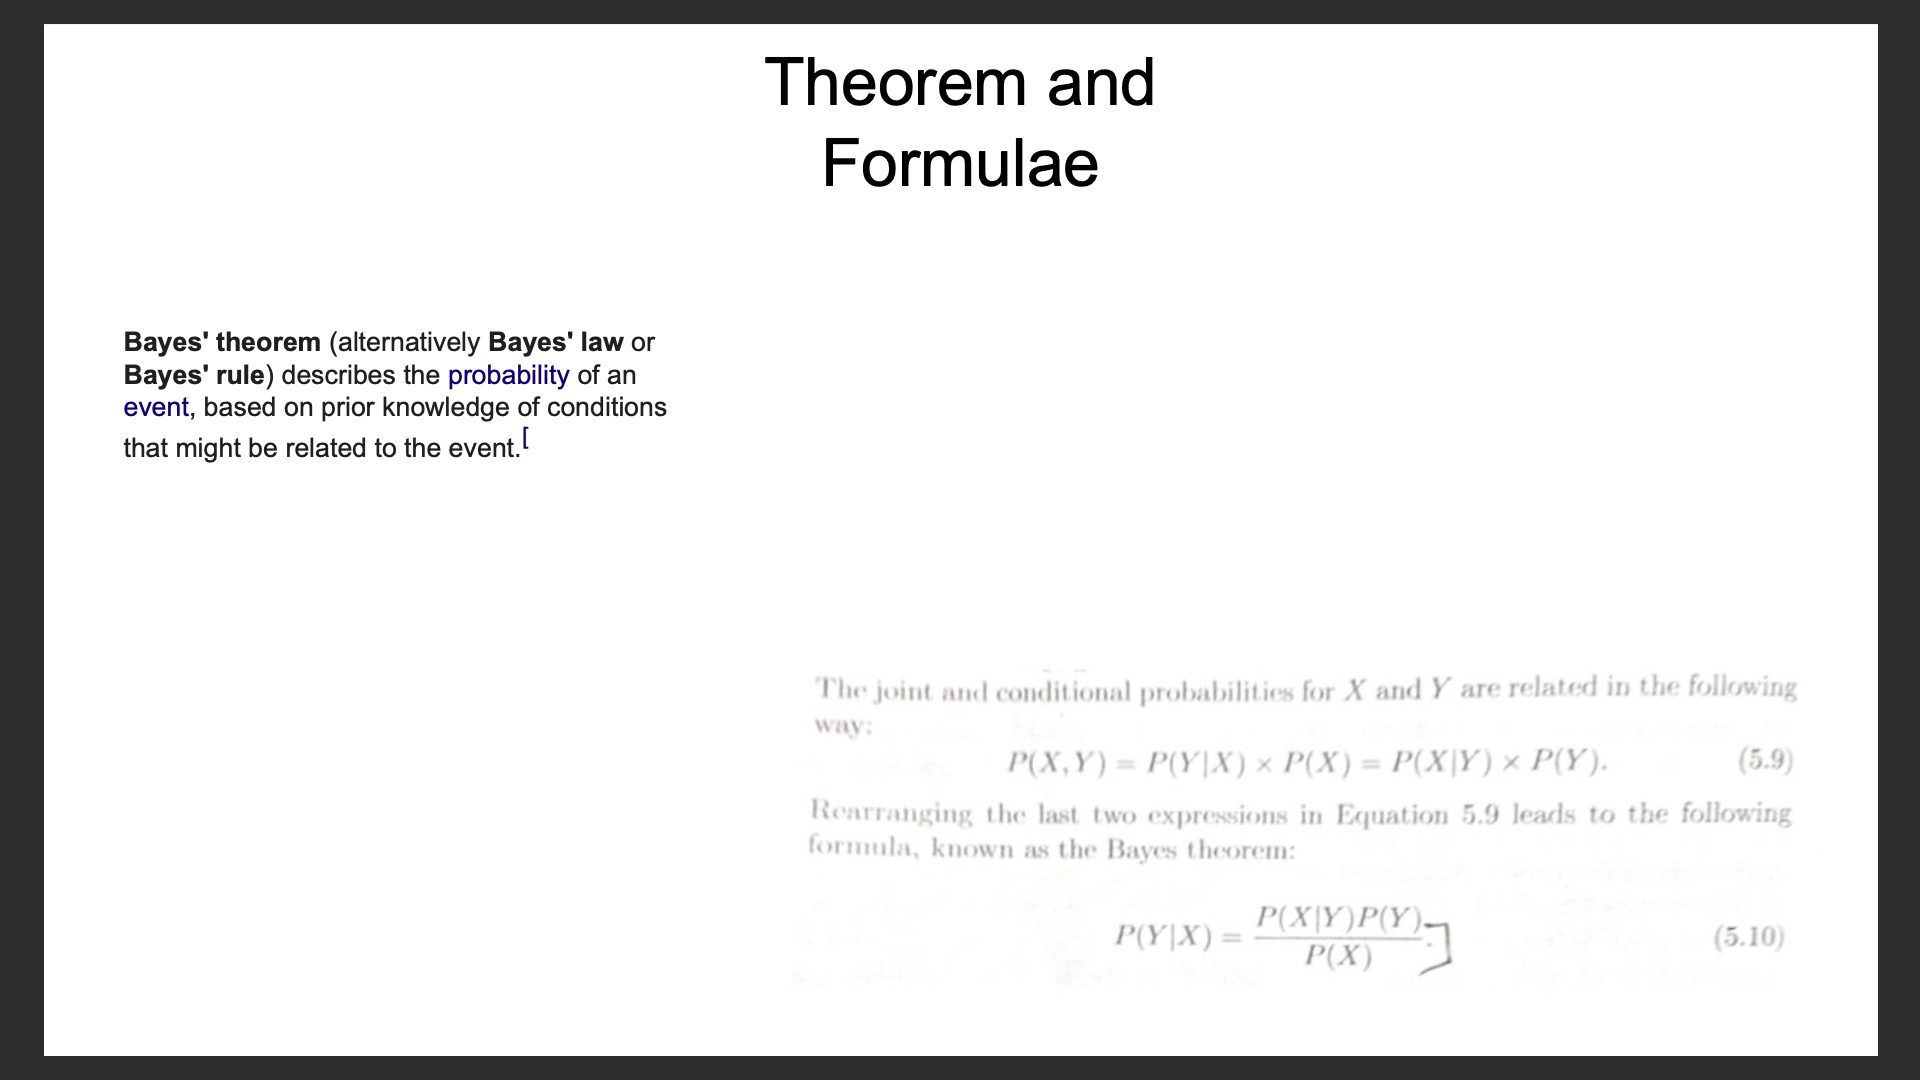 Theorem and
Formulae
Bayes' theorem (alternatively Bayes' law or
Bayes' rule) describes the probability of an
event, based on prior knowledge of conditions
that might be related to the event.[
The joint and conditional probabilities for X and Y are related in the following
way:
P(X,Y) = P(Y|X) × P(X) = P(X|Y) × P(Y). (5.9)
Rearranging the last two expressions in Equation 5.9 leads to the following
formula, known as the Bayes theorem:
P(Y|X) = P(X|Y)P(Y) / P(X). (5.10)